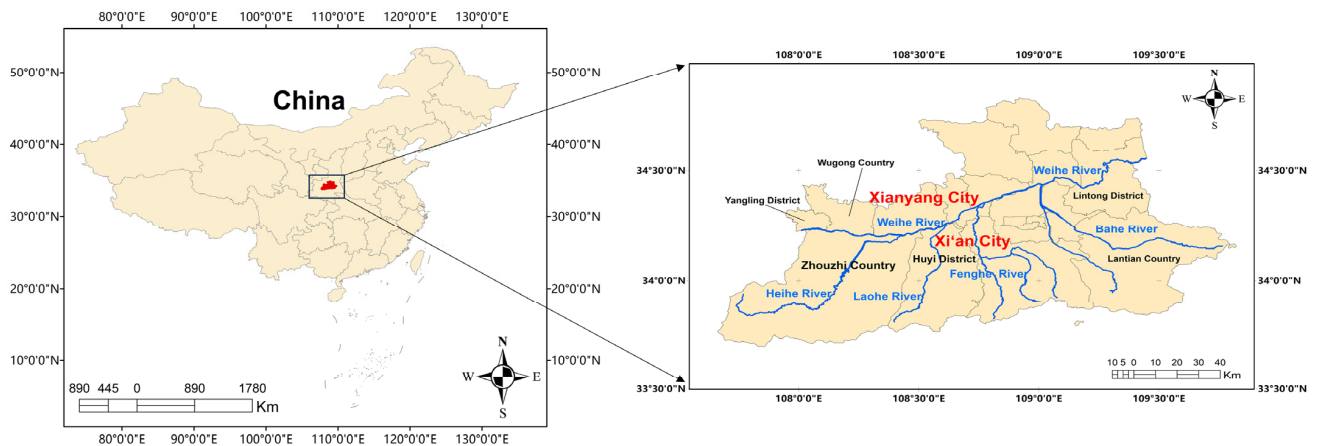 80°0'0"E 90°0'0"E 100°0'0"E 110°0'0"E 120°0'0"E 130°0'0"E
50°0'0"N
40°0'0"N
30°0'0"N
20°0'0"N
10°0'0"N
China
50°0'0"N
40°0'0"N
30°0'0"N
20°0'0"N
10°0'0"N
N
W E
S
890 445 0 890 1780
Km
80°0'0"E 90°0'0"E 100°0'0"E 110°0'0"E 120°0'0"E 130°0'0"E
108°0'0"E 108°30'0"E 109°0'0"E 109°30'0"E
N
W E
S
34°30'0"N
34°0'0"N
33°30'0"N
Wugong Country
Weihe River
Yangling District
Xianyang City
Lintong District
Weihe River
Bahe River
Xi'an City
Zhouzhi Country
Huyi District
Lantian Country
Fenghe River
Heihe River
Laohe River
34°30'0"N
34°0'0"N
33°30'0"N
10 5 0 10 20 30 40
Km
108°0'0"E 108°30'0"E 109°0'0"E 109°30'0"E